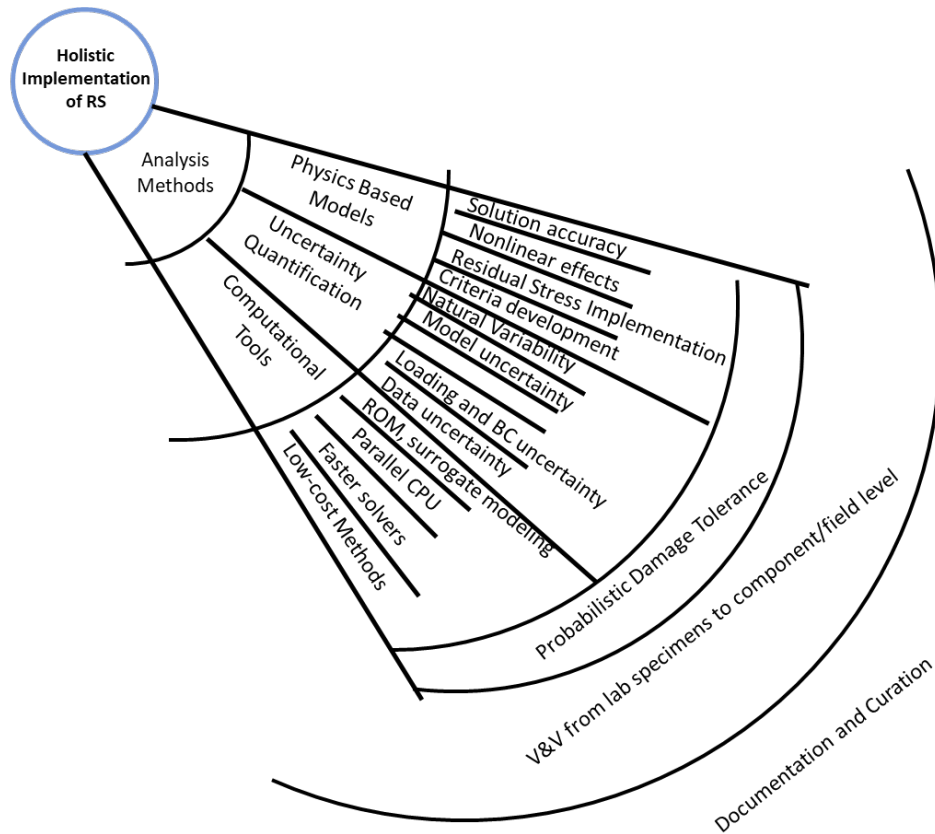 Holistic
Implementation
of RS
Analysis
Methods
Physics Based
Models
Uncertainty
Quantification
Computational
Tools
Solution accuracy
Nonlinear effects
Residual Stress Implementation
Criteria development
Natural Variability
Model uncertainty
Loading and BC uncertainty
Data uncertainty
ROM, surrogate modeling
Parallel CPU
Faster solvers
Low-cost Methods
Probabilistic Damage Tolerance
V&V from lab specimens to component/field level
Documentation and Curation